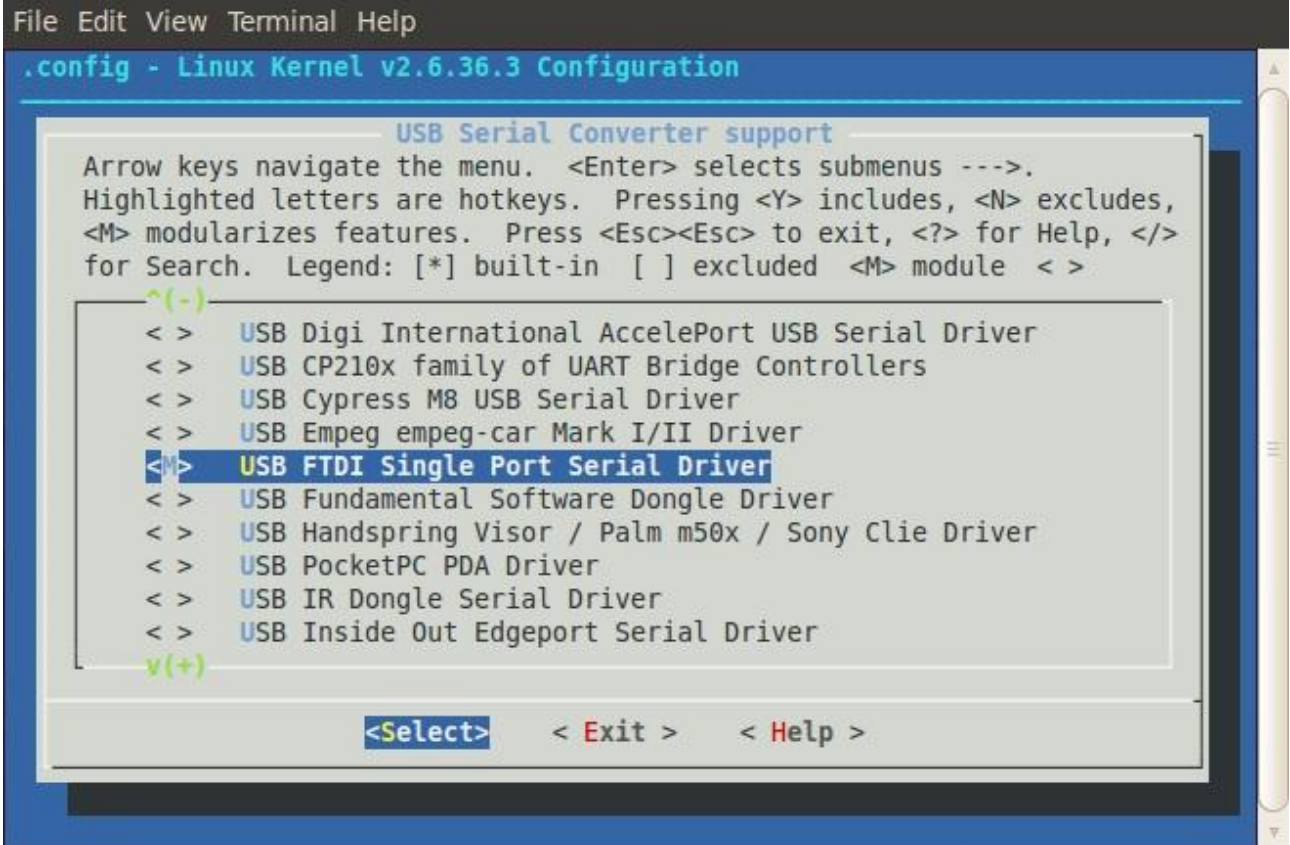 File Edit View Terminal Help
.config - Linux Kernel v2.6.36.3 Configuration
USB Serial Converter support
Arrow keys navigate the menu.  <Enter> selects submenus --->.
Highlighted letters are hotkeys.  Pressing <Y> includes, <N> excludes,
<M> modularizes features.  Press <Esc><Esc> to exit, <?> for Help, </>
for Search.  Legend: [*] built-in  [ ] excluded  <M> module  < >
^(-)
< >   USB Digi International AccelePort USB Serial Driver
< >   USB CP210x family of UART Bridge Controllers
< >   USB Cypress M8 USB Serial Driver
< >   USB Empeg empeg-car Mark I/II Driver
<M>   USB FTDI Single Port Serial Driver
< >   USB Fundamental Software Dongle Driver
< >   USB Handspring Visor / Palm m50x / Sony Clie Driver
< >   USB PocketPC PDA Driver
< >   USB IR Dongle Serial Driver
< >   USB Inside Out Edgeport Serial Driver
v(+)
<Select>    < Exit >    < Help >